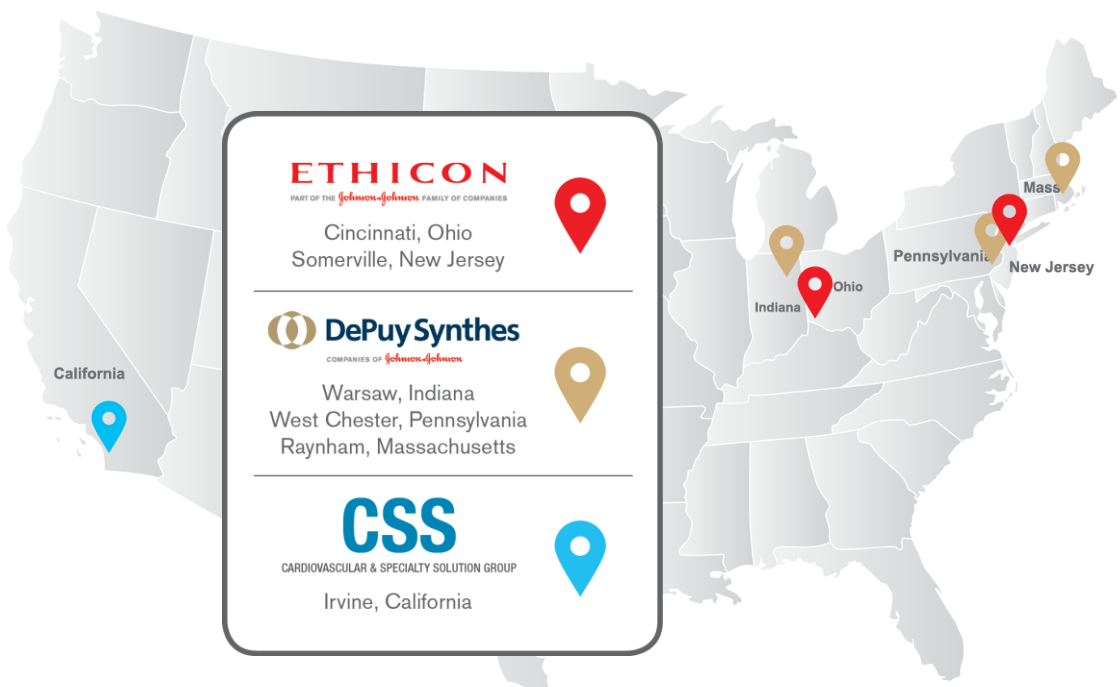 ETHICON
PART OF THE Johnson & Johnson FAMILY OF COMPANIES
Cincinnati, Ohio
Somerville, New Jersey
DePuy Synthes
COMPANIES OF Johnson & Johnson
Warsaw, Indiana
West Chester, Pennsylvania
Raynham, Massachusetts
CSS
CARDIOVASCULAR & SPECIALTY SOLUTION GROUP
Irvine, California
California
Mass
Pennsylvania
New Jersey
Ohio
Indiana